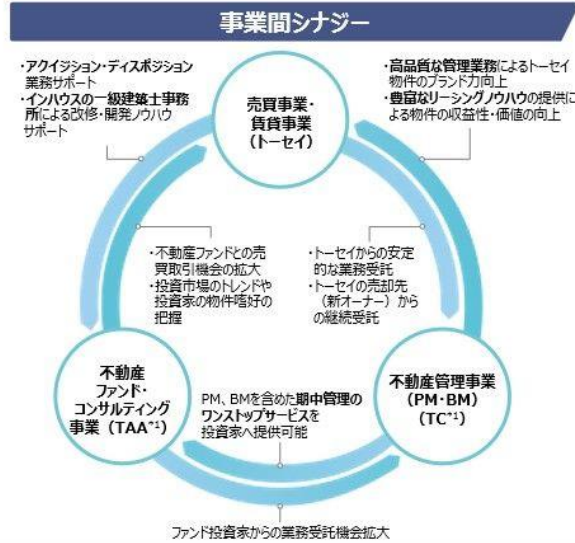 事業間シナジー
・アクイジション・ディスポジション
業務サポート
・インハウスの一級建築士事務
所による改修・開発ノウハウ
サポート
売買事業・
賃貸事業
(トーセイ)
・高品質な管理業務によるトーセイ
物件のブランド力向上
・豊富なリーシングノウハウの提供に
よる物件の収益性・価値の向上
・不動産ファンドとの売
買取引機会の拡大
・投資市場のトレンドや
投資家の物件嗜好の
把握
・トーセイからの安定
的な業務受託
・トーセイの売却先
(新オーナー)から
の継続受託
不動産
ファンド・
コンサルティング
事業(TAA*1)
PM、BMを含めた期中管理の
ワンストップサービスを
投資家へ提供可能
不動産管理事業
(PM・BM)
(TC*1)
ファンド投資家からの業務受託機会拡大